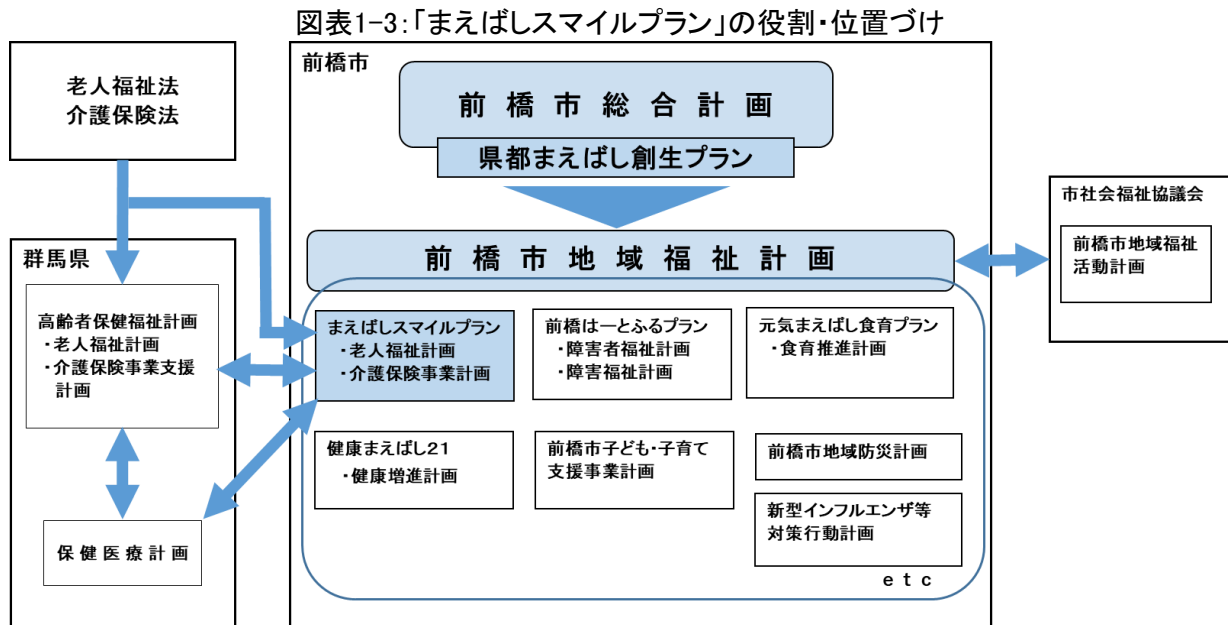 図表1-3:「まえばしスマイルプラン」の役割・位置づけ
老人福祉法
介護保険法
群馬県
高齢者保健福祉計画
・老人福祉計画
・介護保険事業支援
計画
保健医療計画
前橋市
前橋市総合計画
県都まえばし創生プラン
前橋市地域福祉計画
まえばしスマイルプラン
・老人福祉計画
・介護保険事業計画
前橋はーとふるプラン
・障害者福祉計画
・障害福祉計画
元気まえばし食育プラン
・食育推進計画
健康まえばし21
・健康増進計画
前橋市子ども・子育て
支援事業計画
前橋市地域防災計画
新型インフルエンザ等
対策行動計画
etc
市社会福祉協議会
前橋市地域福祉
活動計画